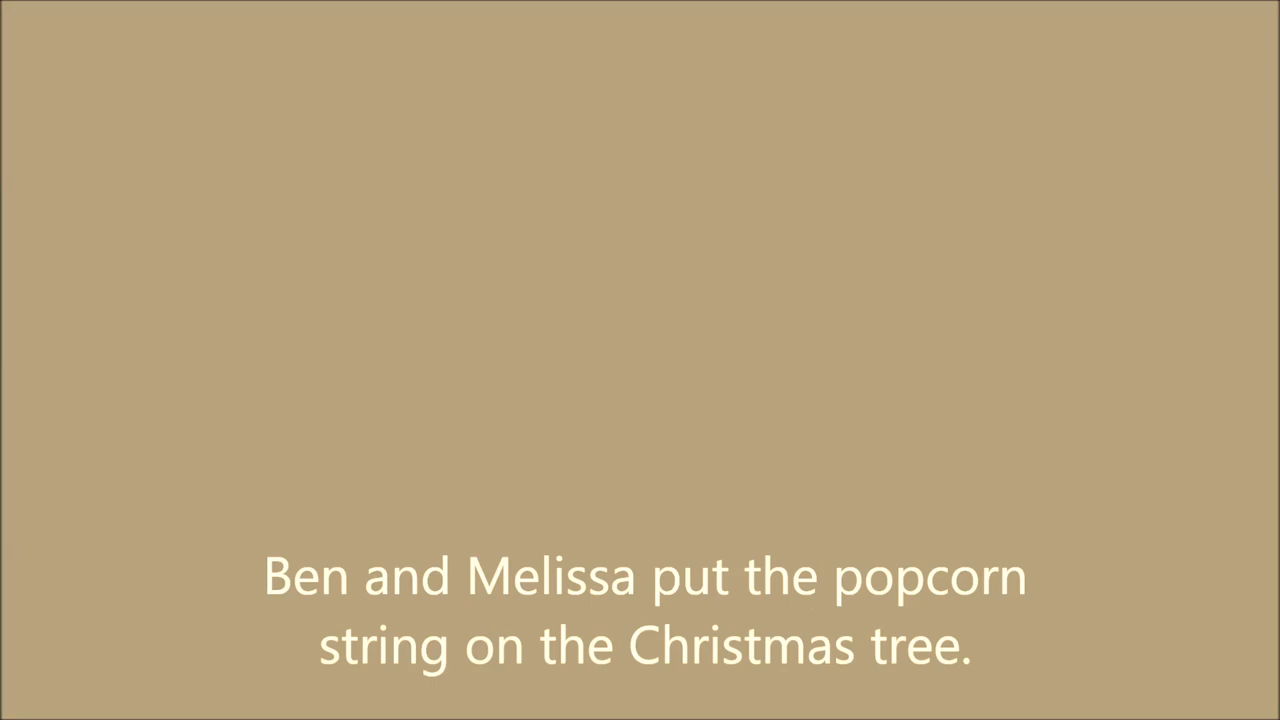 Ben and Melissa put the popcorn
string on the Christmas tree.